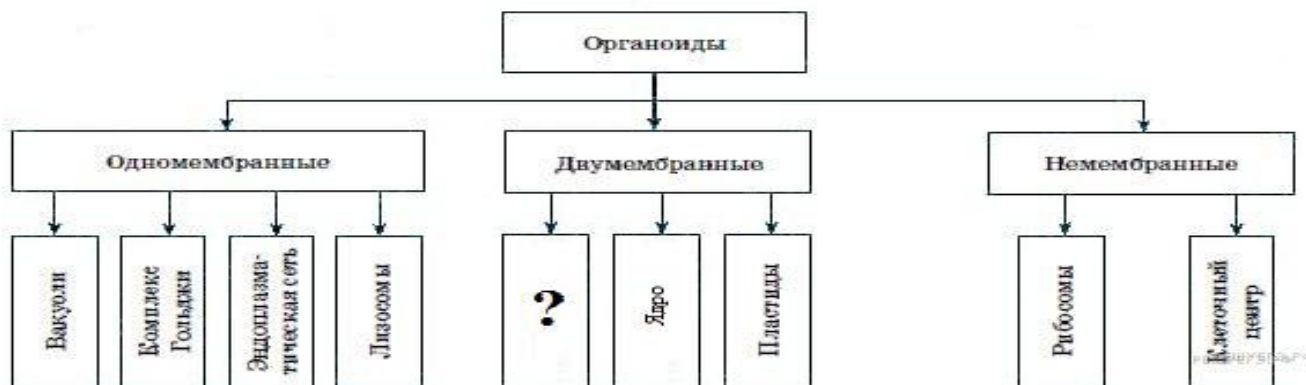 Органоиды
Одномембранные
Двумембранные
Немембранные
Вакуоли
Комплекс
Гольджи
Эндоплазма-
тическая сеть
Лизосомы
?
Ядро
Пластиды
Рибосомы
Клеточный
центр